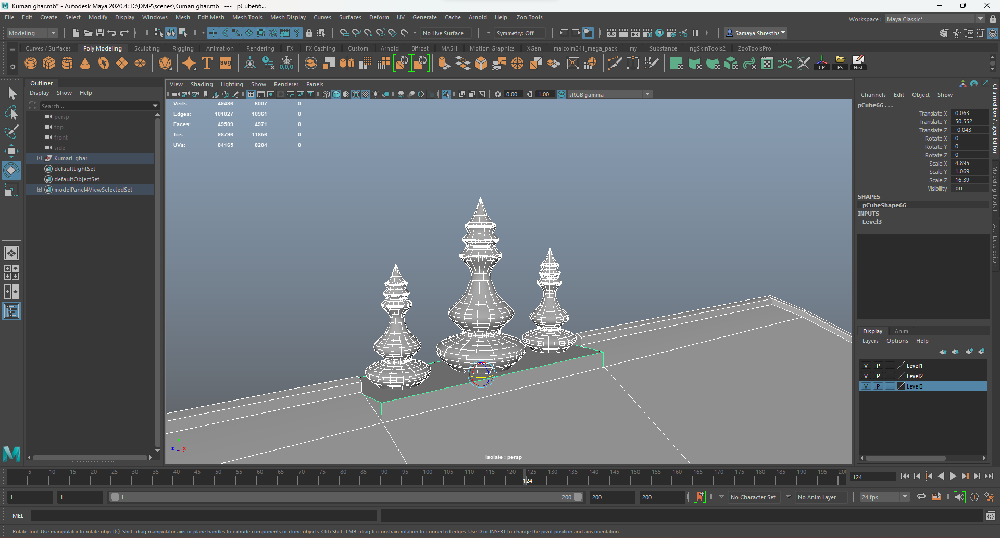 Kumari ghar.mb* - Autodesk Maya 2020.4: D:\DMP\scenes\Kumari ghar.mb --- pCube66...
File Edit Create Select Modify Display Windows Mesh Edit Mesh Mesh Tools Mesh Display Curves Surfaces Deform UV Generate Cache Arnold Help Zoo Tools
Workspace : Maya Classic*
Modeling No Live Surface Symmetry: Off Samaya Shrestha
Curves / Surfaces Poly Modeling Sculpting Rigging Animation Rendering FX FX Caching Custom Arnold Bifrost MASH Motion Graphics XGen malcolm341_mega_pack my Substance ngSkinTools2 ZooToolsPro
T svg 0,0,0 CP ES Hist
Outliner
Display Show Help
Search...
persp
top
front
side
Kumari_ghar
defaultLightSet
defaultObjectSet
modelPanel4ViewSelectedSet
View Shading Lighting Show Renderer Panels
0.00 1.00 ON sRGB gamma
Verts: 49486 6007 0
Edges: 101027 10961 0
Faces: 49509 4971 0
Tris: 98796 11856 0
UVs: 84165 8204 0
z x
Isolate : persp
Channels Edit Object Show
pCube66 . . .
Translate X 0.063
Translate Y 50.552
Translate Z -0.043
Rotate X 0
Rotate Y 0
Rotate Z 0
Scale X 4.895
Scale Y 1.069
Scale Z 16.39
Visibility on
SHAPES
pCubeShape66
INPUTS
Level3
Channel Box / Layer Editor
Modeling Toolkit
Attribute Editor
Display Anim
Layers Options Help
V P Level1
V P Level2
V P Level3
5 10 15 20 25 30 35 40 45 50 55 60 65 70 75 80 85 90 95 100 105 110 115 120 125 130 135 140 145 150 155 160 165 170 175 180 185 190 195 200
124
124
1 1 1 200 200 200 No Character Set No Anim Layer 24 fps
MEL
Rotate Tool: Use manipulator to rotate object(s). Shift+drag manipulator axis or plane handles to extrude components or clone objects. Ctrl+Shift+LMB+drag to constrain rotation to connected edges. Use D or INSERT to change the pivot position and axis orientation.